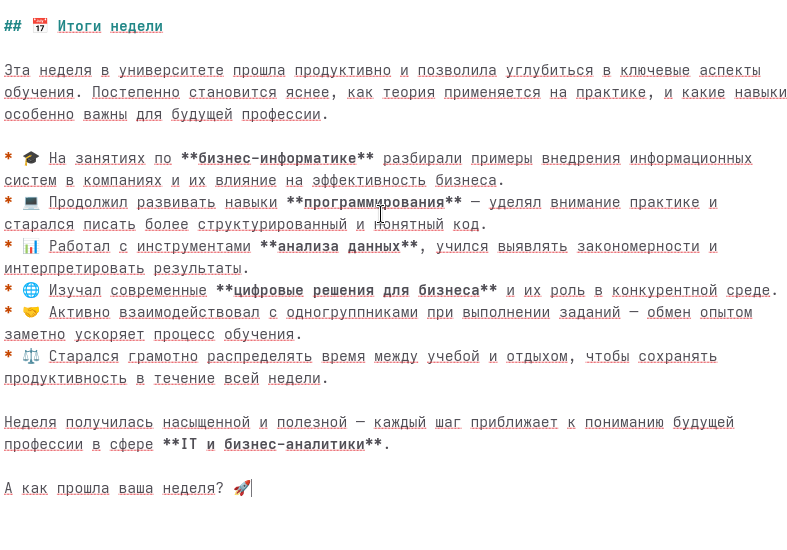 ## 📅 Итоги недели
Эта неделя в университете прошла продуктивно и позволила углубиться в ключевые аспекты
обучения. Постепенно становится яснее, как теория применяется на практике, и какие навыки
особенно важны для будущей профессии.
* 🎓 На занятиях по **бизнес-информатике** разбирали примеры внедрения информационных
систем в компаниях и их влияние на эффективность бизнеса.
* 💻 Продолжил развивать навыки **программирования** — уделял внимание практике и
старался писать более структурированный и понятный код.
* 📊 Работал с инструментами **анализа данных**, учился выявлять закономерности и
интерпретировать результаты.
* 🌐 Изучал современные **цифровые решения для бизнеса** и их роль в конкурентной среде.
* 🤝 Активно взаимодействовал с одногруппниками при выполнении заданий — обмен опытом
заметно ускоряет процесс обучения.
* ⚖️ Старался грамотно распределять время между учебой и отдыхом, чтобы сохранять
продуктивность в течение всей недели.
Неделя получилась насыщенной и полезной — каждый шаг приближает к пониманию будущей
профессии в сфере **IT и бизнес-аналитики**.
А как прошла ваша неделя? 🚀